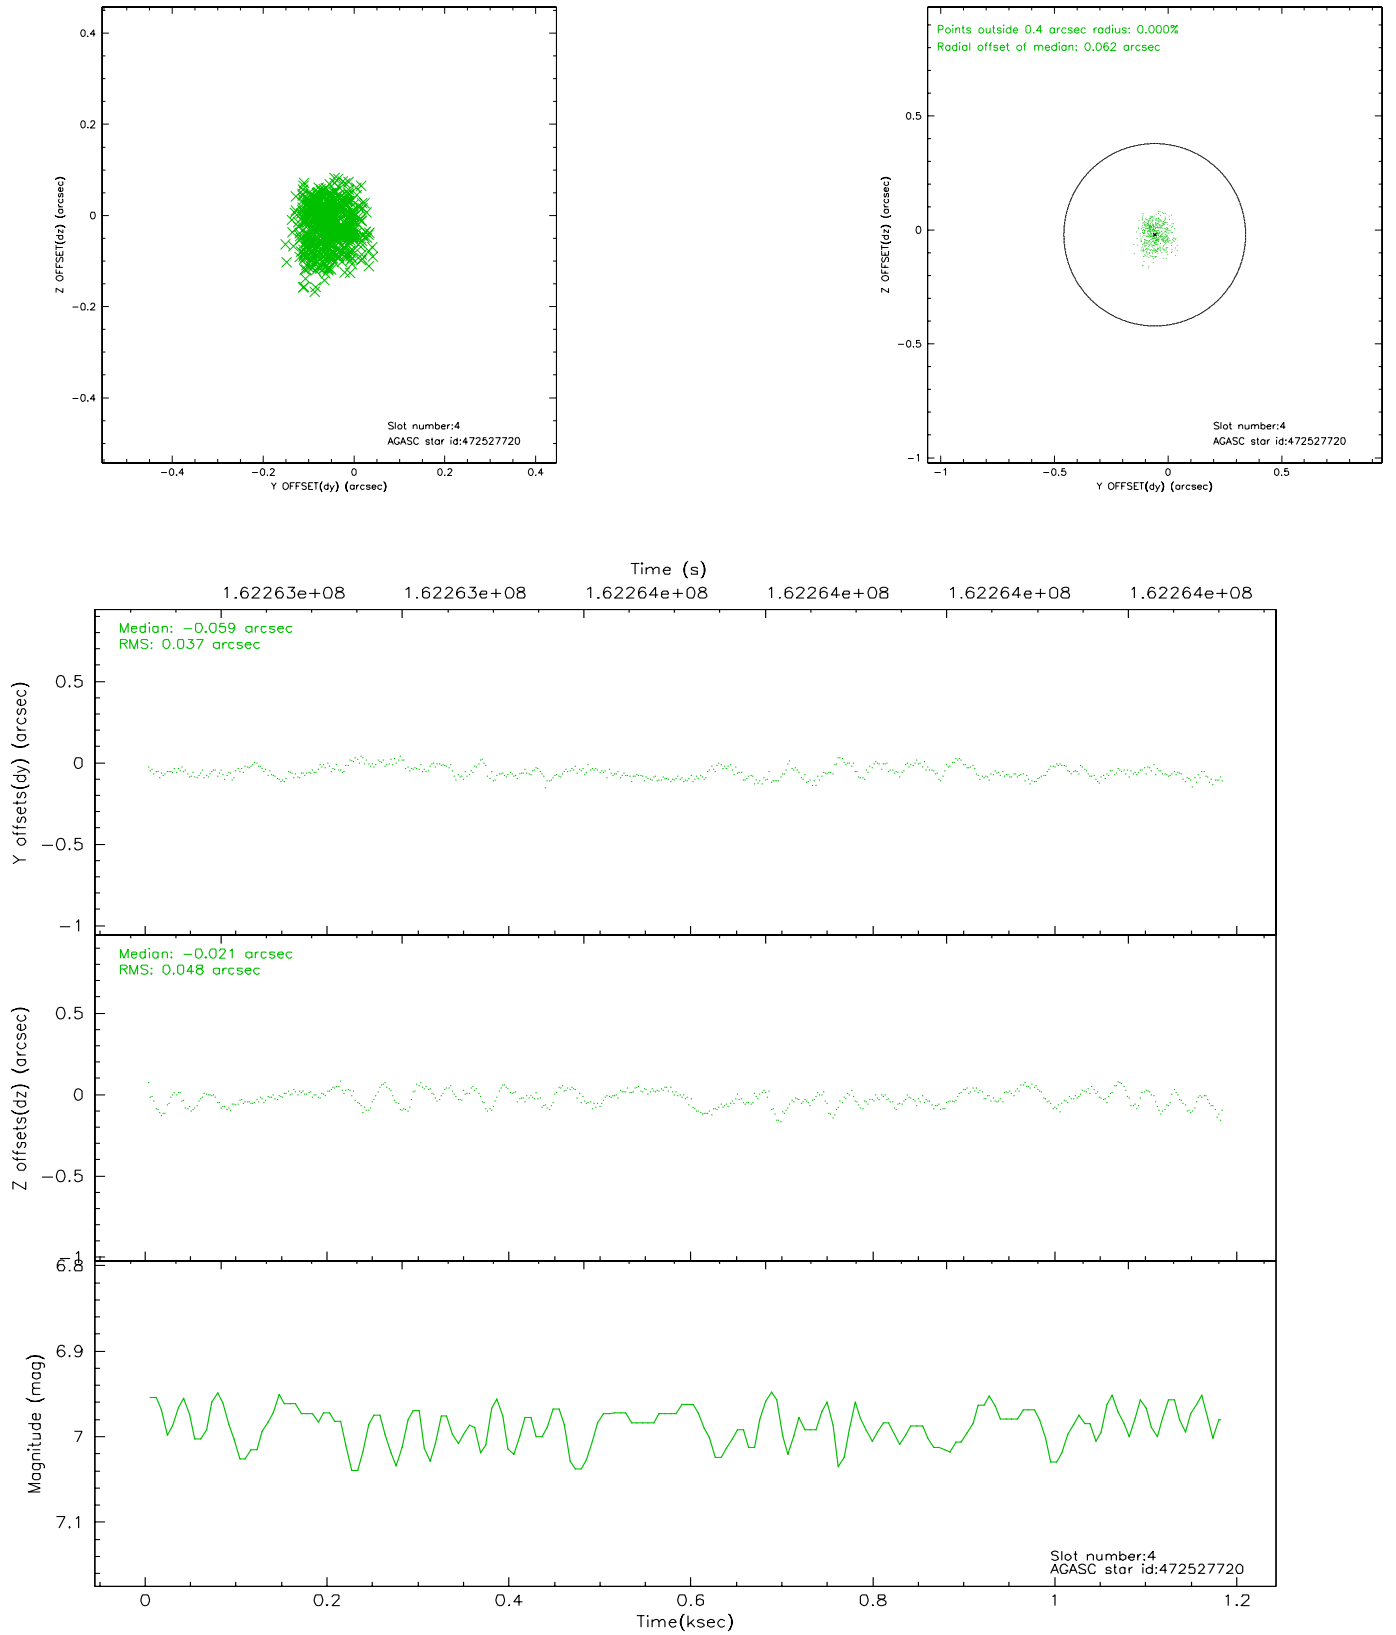 0.4
0.2
0
−0.2
−0.4
Z OFFSET(dz) (arcsec)
Slot number:4
AGASC star id:472527720
−0.4 −0.2 0 0.2 0.4
Y OFFSET(dy) (arcsec)
Points outside 0.4 arcsec radius: 0.000%
Radial offset of median: 0.062 arcsec
0.5
0
−0.5
−1
Z OFFSET(dz) (arcsec)
Slot number:4
AGASC star id:472527720
−1 −0.5 0 0.5
Y OFFSET(dy) (arcsec)
Time (s)
1.62263e+08 1.62263e+08 1.62264e+08 1.62264e+08 1.62264e+08 1.62264e+08
Median: −0.059 arcsec
RMS: 0.037 arcsec
0.5
0
−0.5
−1
Y offsets(dy) (arcsec)
Median: −0.021 arcsec
RMS: 0.048 arcsec
0.5
0
−0.5
−1
Z offsets(dz) (arcsec)
6.8
6.9
7
7.1
Magnitude (mag)
Slot number:4
AGASC star id:472527720
0 0.2 0.4 0.6 0.8 1 1.2
Time(ksec)